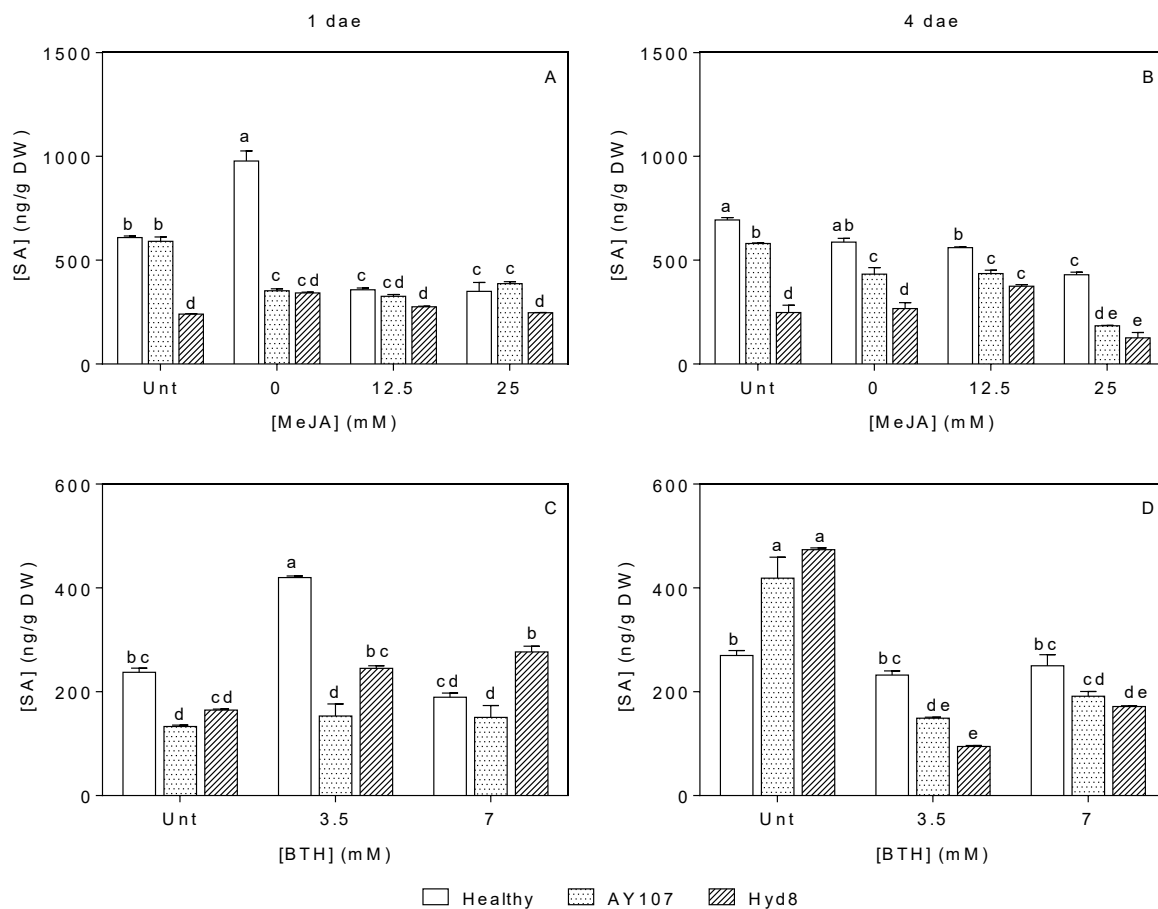 1 dae
4 dae
A
[SA] (ng/g DW)
1500
1000
500
0
b b d
a c cd
c cd d
c c d
Unt 0 12.5 25
[MeJA] (mM)
B
[SA] (ng/g DW)
1500
1000
500
0
a b d
ab c d
b c c
c de e
Unt 0 12.5 25
[MeJA] (mM)
C
[SA] (ng/g DW)
600
400
200
0
bc d cd
a d bc
cd d b
Unt 3.5 7
[BTH] (mM)
D
[SA] (ng/g DW)
600
400
200
0
b a a
bc de e
bc cd de
Unt 3.5 7
[BTH] (mM)
Healthy AY107 Hyd8